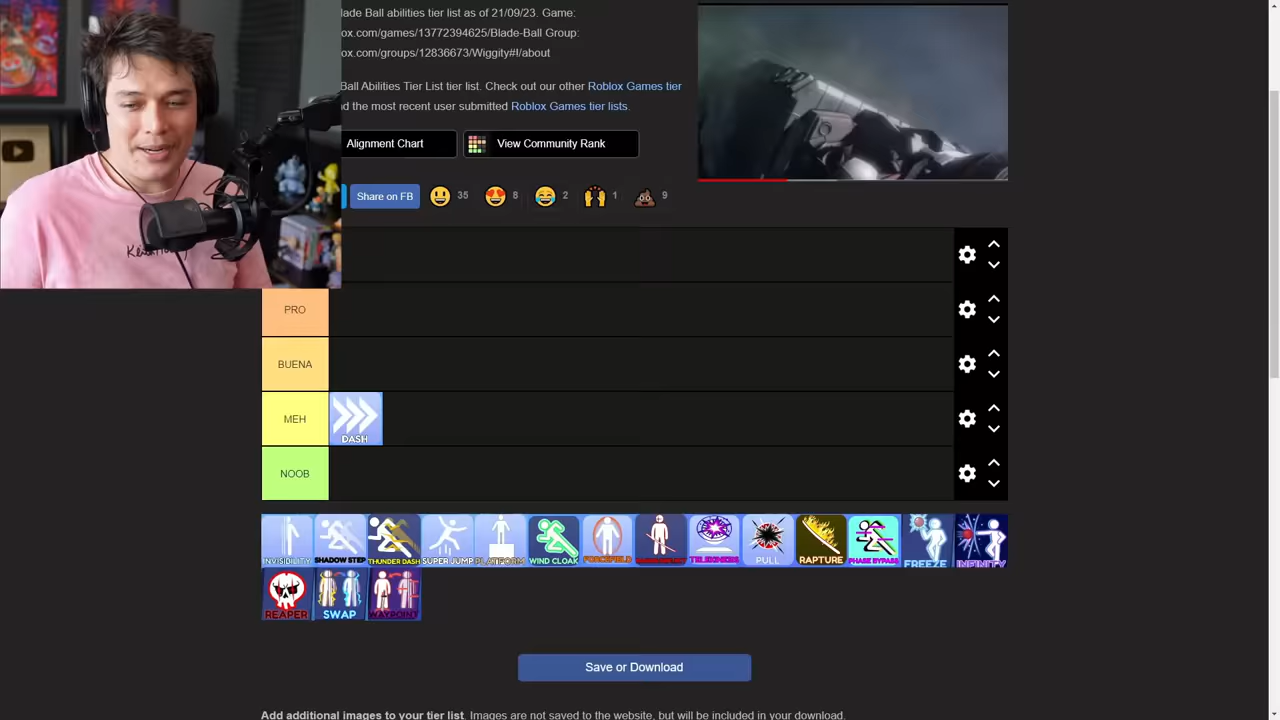 lade Ball abilities tier list as of 21/09/23. Game:
ox.com/games/13772394625/Blade-Ball Group:
ox.com/groups/12836673/Wiggity#!/about
Ball Abilities Tier List tier list. Check out our other Roblox Games tier
d the most recent user submitted Roblox Games tier lists.
Alignment Chart
View Community Rank
Share on FB
35
8
2
1
9
PRO
BUENA
MEH
DASH
NOOB
INVISIBILITY
SHADOW STEP
THUNDER DASH
SUPER JUMP
PLATFORM
WIND CLOAK
FORCEFIELD
TELEKINESIS
PULL
RAPTURE
PHASE BYPASS
FREEZE
INFINITY
REAPER
SWAP
WAYPOINT
Save or Download
Add additional images to your tier list. Images are not saved to the website, but will be included in your download.